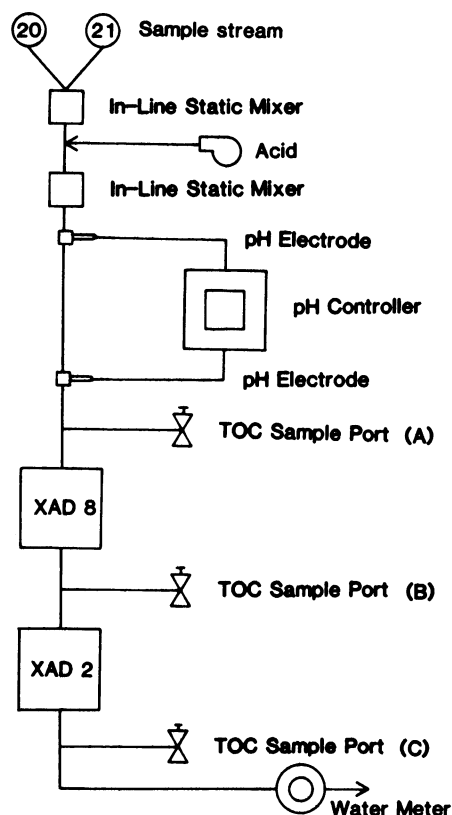 20 21 Sample stream
In-Line Static Mixer
Acid
In-Line Static Mixer
pH Electrode
pH Controller
pH Electrode
TOC Sample Port (A)
XAD 8
TOC Sample Port (B)
XAD 2
TOC Sample Port (C)
Water Meter